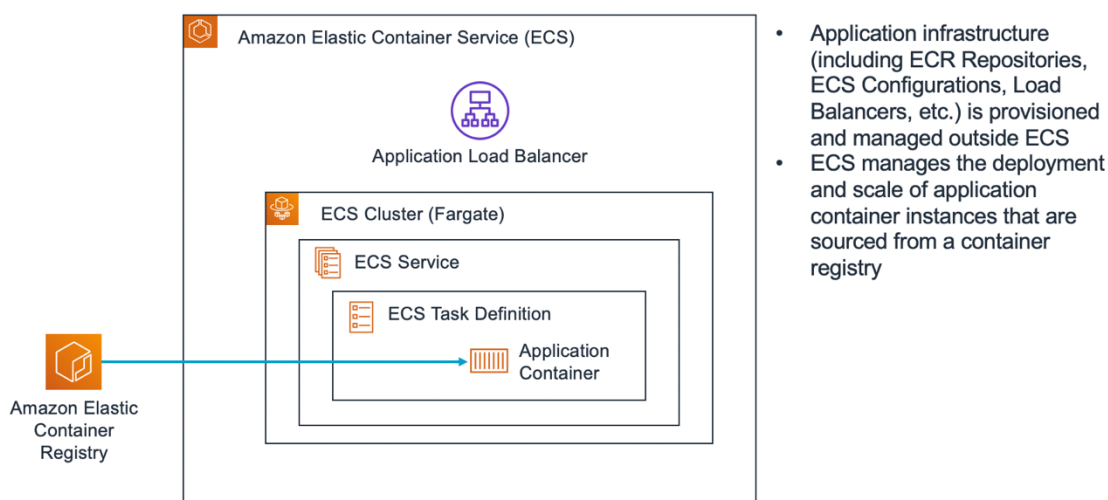 Amazon Elastic Container Service (ECS)
Application Load Balancer
ECS Cluster (Fargate)
ECS Service
ECS Task Definition
Application
Container
Amazon Elastic
Container
Registry
• Application infrastructure
(including ECR Repositories,
ECS Configurations, Load
Balancers, etc.) is provisioned
and managed outside ECS
• ECS manages the deployment
and scale of application
container instances that are
sourced from a container
registry